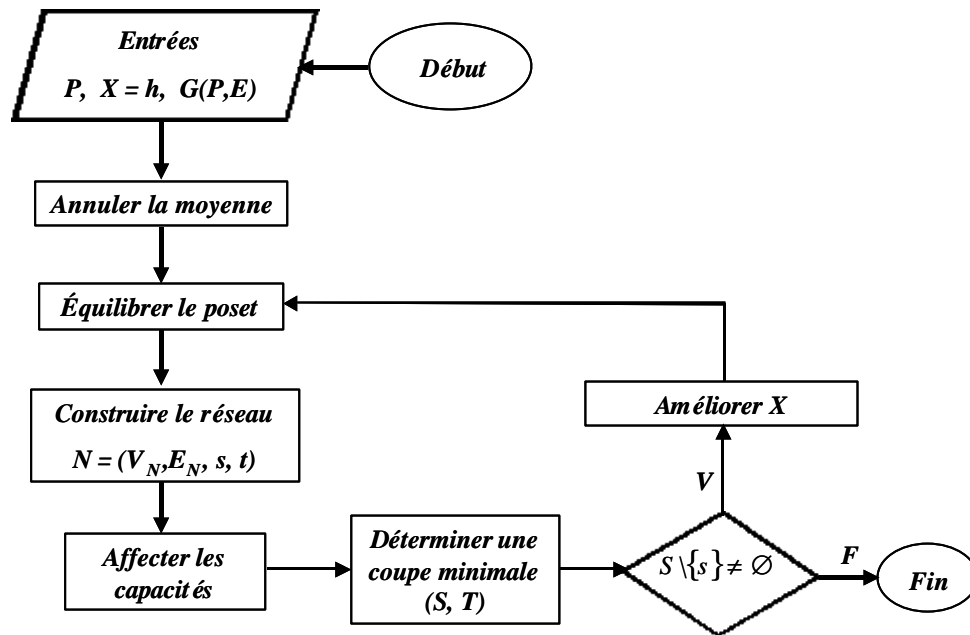 Début
Entrées
P, X = h, G(P,E)
Annuler la moyenne
Équilibrer le poset
Construire le réseau
N = (V_N, E_N, s, t)
Affecter les
capacités
Déterminer une
coupe minimale
(S, T)
S \ {s} ≠ ∅
V
Améliorer X
F
Fin